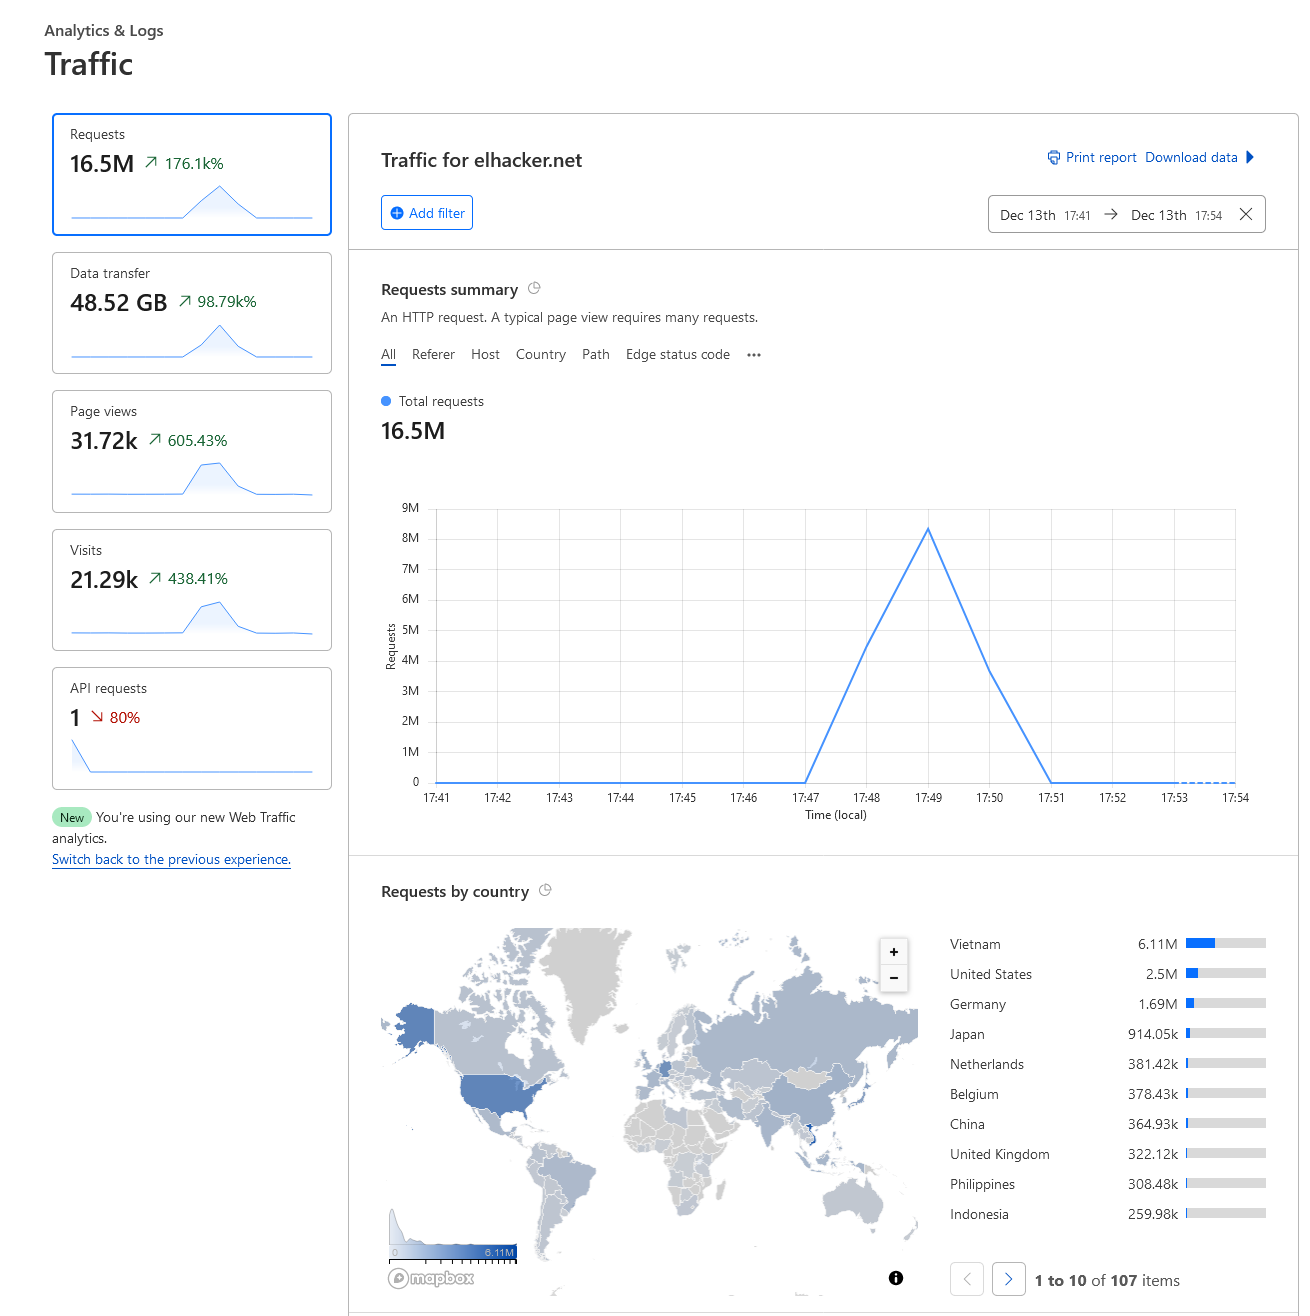 Analytics & Logs
Traffic
Requests
16.5M 176.1k%
Data transfer
48.52 GB 98.79k%
Page views
31.72k 605.43%
Visits
21.29k 438.41%
API requests
1 80%
New You're using our new Web Traffic
analytics.
Switch back to the previous experience.
Traffic for elhacker.net
Print report Download data
Add filter
Dec 13th 17:41 → Dec 13th 17:54
Requests summary
An HTTP request. A typical page view requires many requests.
All Referer Host Country Path Edge status code •••
Total requests
16.5M
9M
8M
7M
6M
5M
4M
3M
2M
1M
0
Requests
17:41 17:42 17:43 17:44 17:45 17:46 17:47 17:48 17:49 17:50 17:51 17:52 17:53 17:54
Time (local)
Requests by country
+
−
0 6.11M
mapbox
Vietnam 6.11M
United States 2.5M
Germany 1.69M
Japan 914.05k
Netherlands 381.42k
Belgium 378.43k
China 364.93k
United Kingdom 322.12k
Philippines 308.48k
Indonesia 259.98k
1 to 10 of 107 items